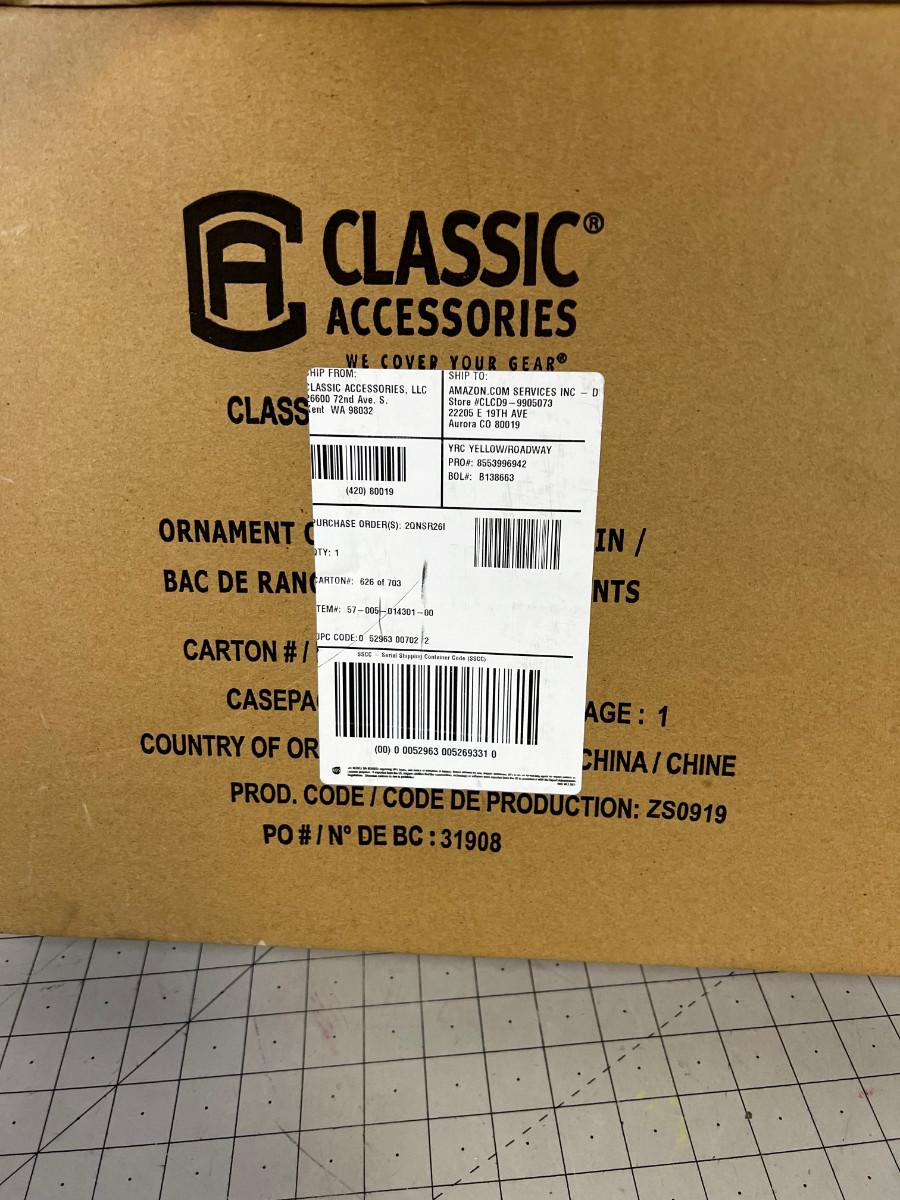 CLASSIC®
ACCESSORIES
WE COVER YOUR GEAR®
CLASS
HIP FROM:
CLASSIC ACCESSORIES, LLC
26600 72nd Ave. S.
Kent WA 98032
SHIP TO:
AMAZON.COM SERVICES INC - D
Store #CLCD9-9905073
22205 E 19TH AVE
Aurora CO 80019
(420) 80019
YRC YELLOW/ROADWAY
PRO#: 8553996942
BOL#: B138663
PURCHASE ORDER(S): 2QNSR26I
QTY: 1
CARTON#: 626 of 703
ITEM#: 57-005-014301-00
UPC CODE:0 52963 00702 2
SSCC - Serial Shipping Container Code (SSCC)
(00) 0 0052963 005269331 0
ORNAMENT IN /
BAC DE RANG NTS
CARTON # /
CASEPA AGE : 1
COUNTRY OF OR CHINA / CHINE
PROD. CODE / CODE DE PRODUCTION: ZS0919
PO # / N° DE BC : 31908